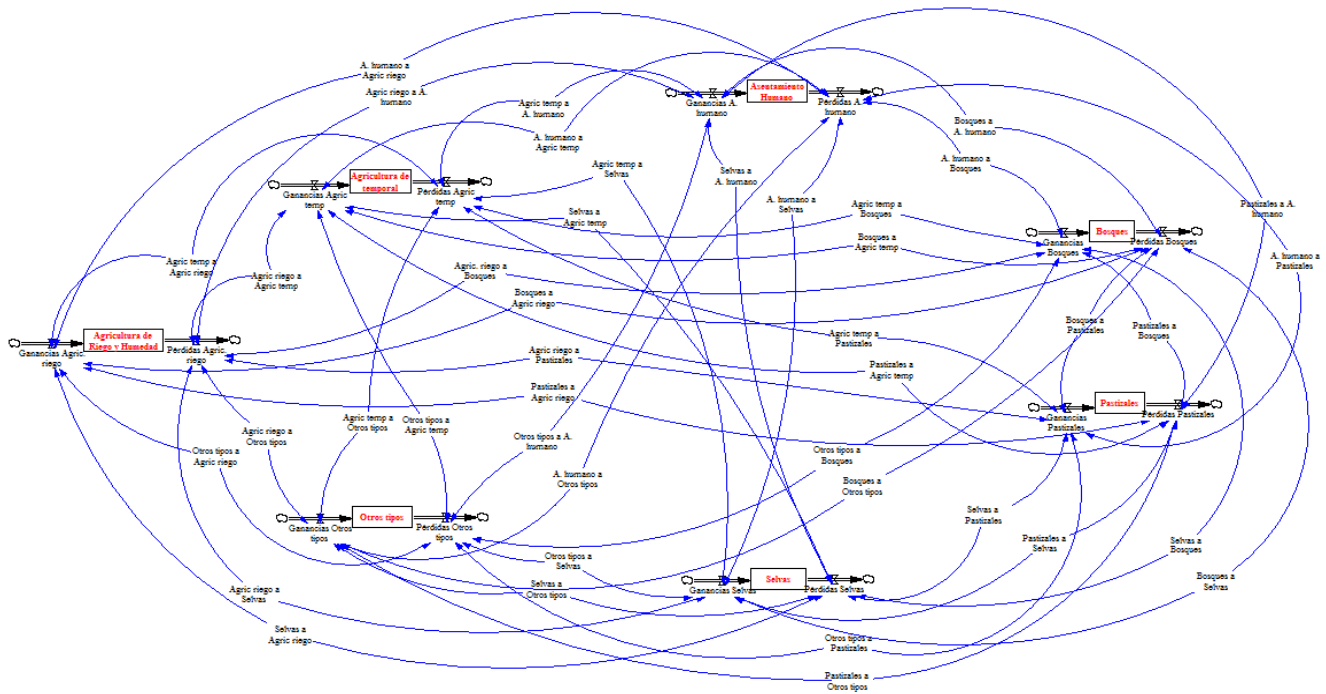 A. humano a
Agric riego
Agric riego a A.
humano
Agric temp a
A. humano
A. humano a
Agric temp
Ganancias A.
humano
Asentamiento
Humano
Pérdidas A.
humano
Bosques a
A. humano
A. humano a
Bosques
Agric temp a
Selvas
Selvas a
A. humano
A. humano a
Selvas
Ganancias Agric
temp
Agricultura de
temporal
Pérdidas Agric
temp
Selvas a
Agric temp
Agric temp a
Bosques
Pastizales a A.
humano
Bosques a
Agric temp
Ganancias
Bosques
Bosques
Pérdidas Bosques
A. humano a
Pastizales
Agric temp a
Agric riego
Agric riego a
Agric temp
Agric. riego a
Bosques
Bosques a
Agric riego
Bosques a
Pastizales
Pastizales a
Bosques
Ganancias Agric.
riego
Agricultura de
Riego y Humedad
Pérdidas Agric.
riego
Agric riego a
Pastizales
Agric temp a
Pastizales
Pastizales a
Agric temp
Pastizales a
Agric riego
Ganancias
Pastizales
Pastizales
Pérdidas Pastizales
Agric riego a
Otros tipos
Agric temp a
Otros tipos
Otros tipos a
Agric temp
Otros tipos a
Agric riego
Otros tipos a A.
humano
A. humano a
Otros tipos
Otros tipos a
Bosques
Bosques a
Otros tipos
Ganancias Otros
tipos
Otros tipos
Pérdidas Otros
tipos
Selvas a
Pastizales
Pastizales a
Selvas
Selvas a
Bosques
Bosques a
Selvas
Otros tipos a
Selvas
Selvas a
Otros tipos
Ganancias Selvas
Selvas
Pérdidas Selvas
Agric riego a
Selvas
Selvas a
Agric riego
Otros tipos a
Pastizales
Pastizales a
Otros tipos